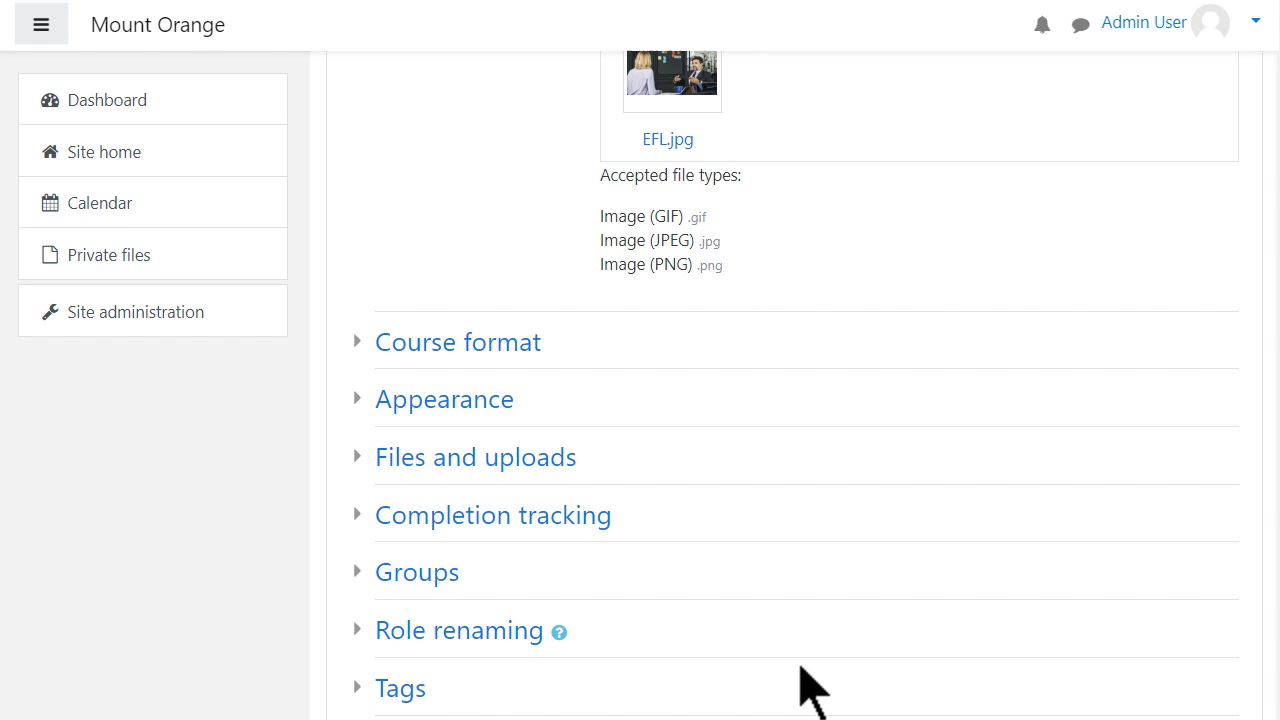 Mount Orange
Admin User
Dashboard
Site home
Calendar
Private files
Site administration
EFL.jpg
Accepted file types:
Image (GIF) .gif
Image (JPEG) .jpg
Image (PNG) .png
Course format
Appearance
Files and uploads
Completion tracking
Groups
Role renaming ?
Tags